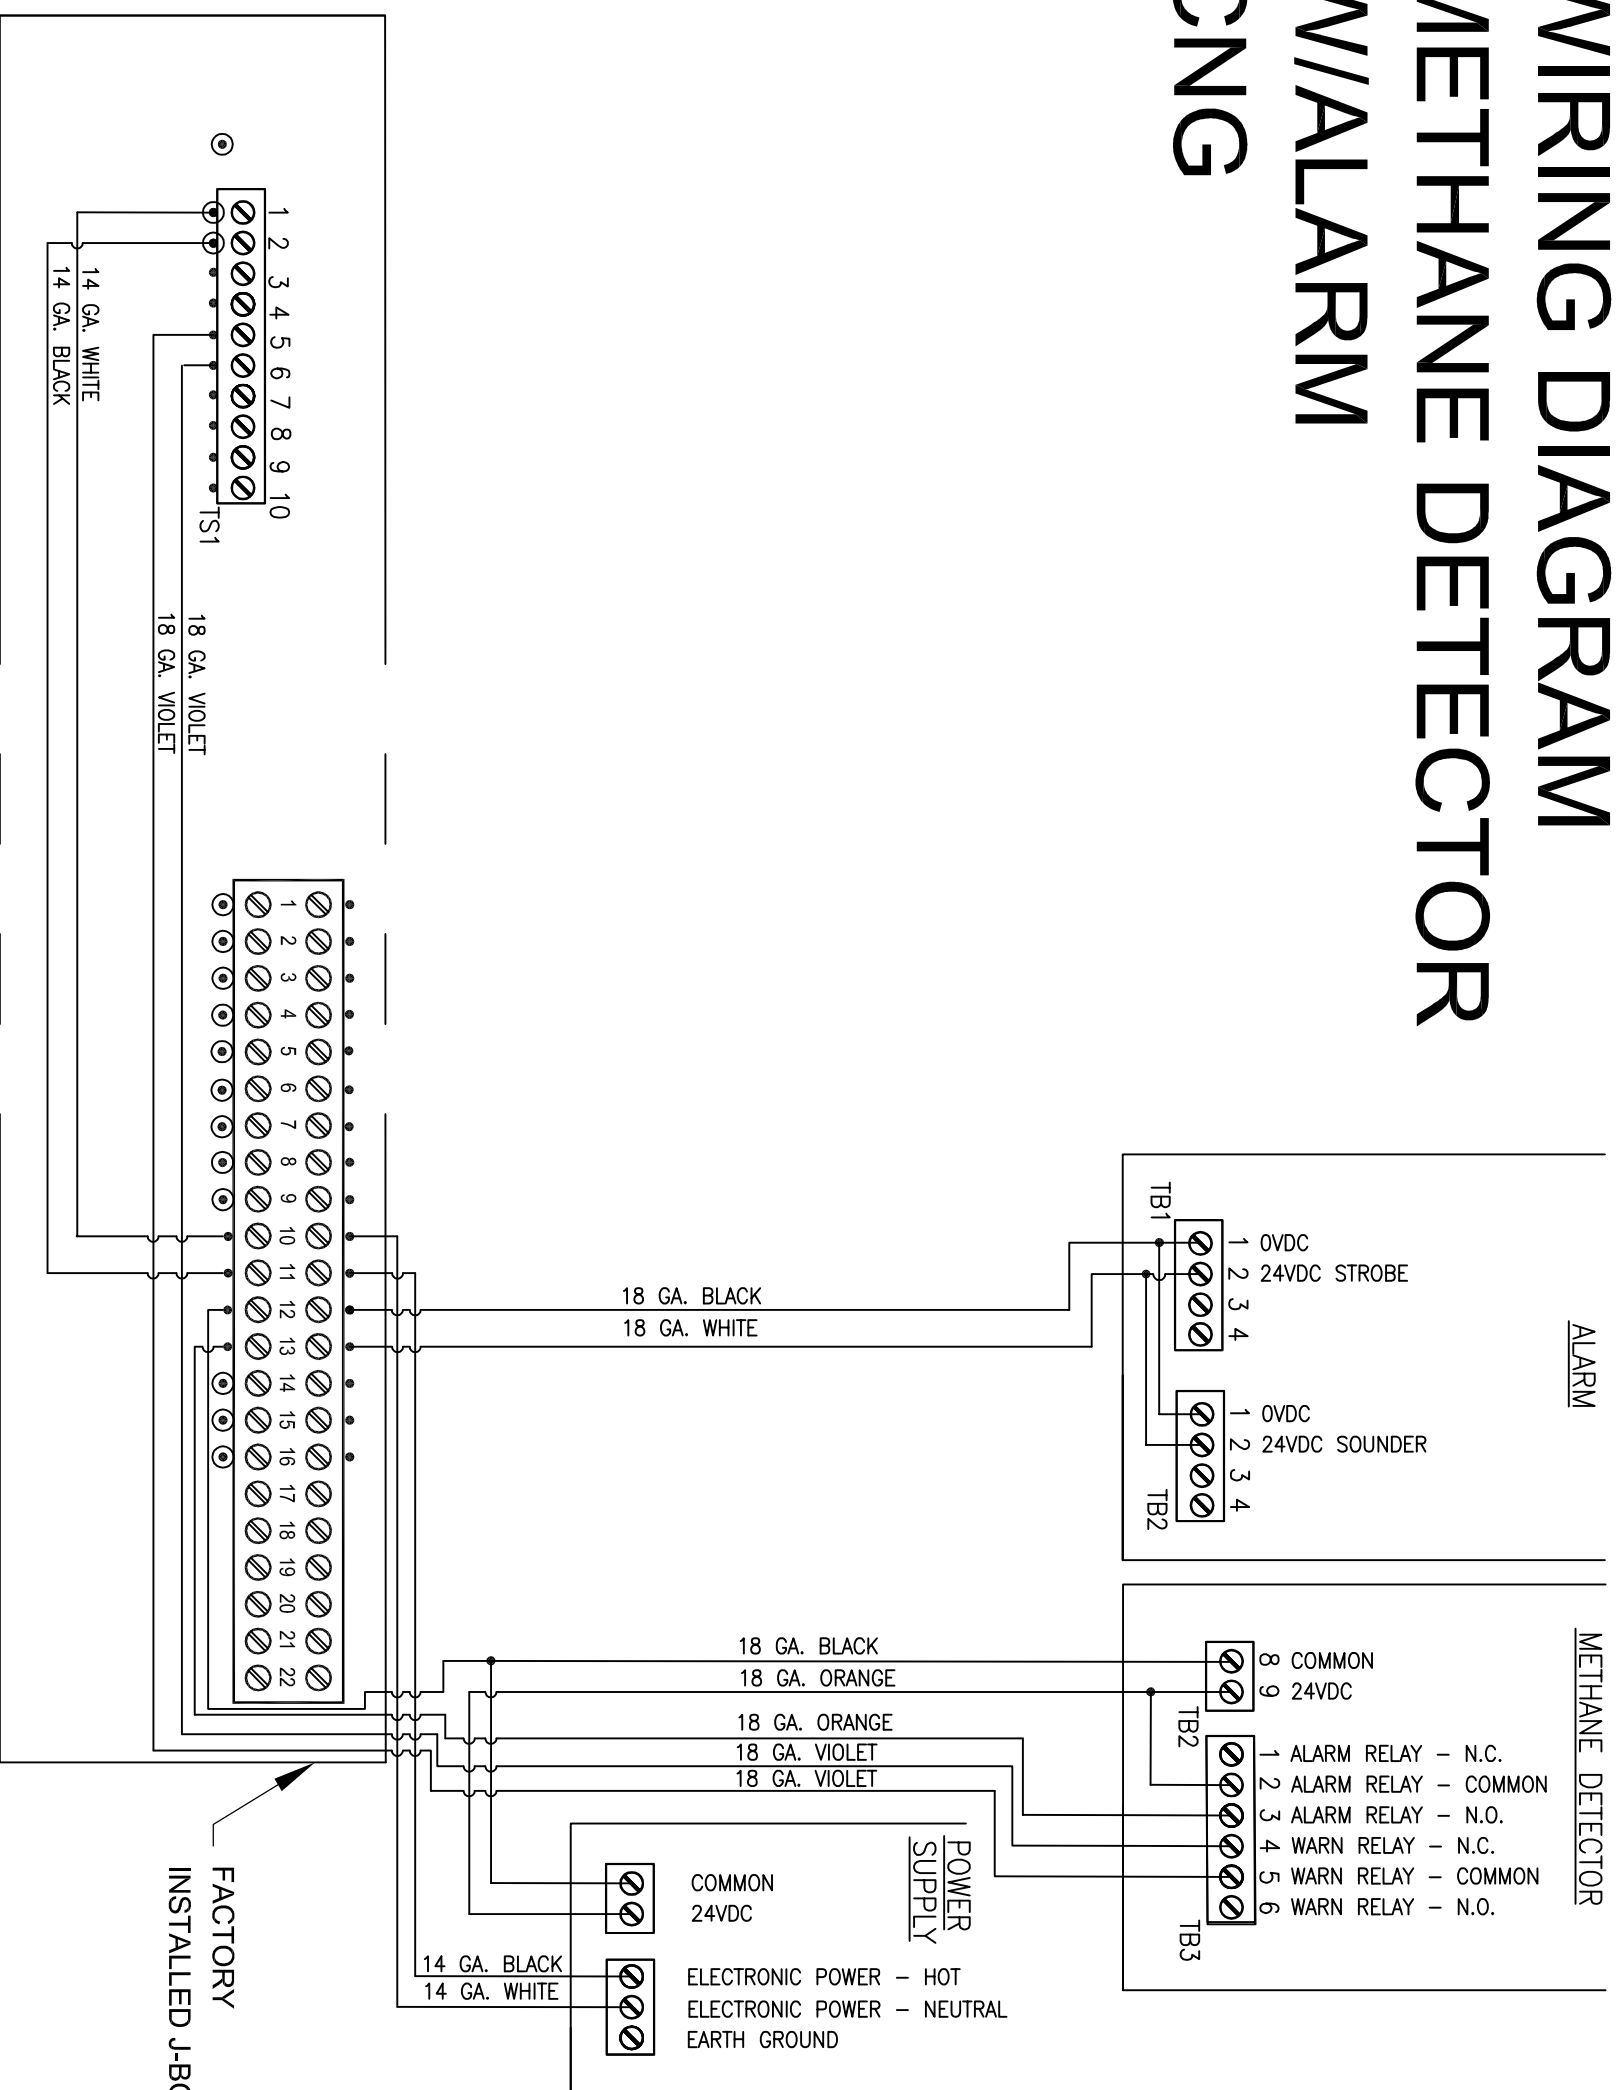 WIRING DIAGRAM
METHANE DETECTOR
W/ALARM
CNG
1
2
3
4
5
6
7
8
9
10
TS1
14 GA. WHITE
14 GA. BLACK
18 GA. VIOLET
18 GA. VIOLET
1
2
3
4
5
6
7
8
9
10
11
12
13
14
15
16
17
18
19
20
21
22
18 GA. BLACK
18 GA. WHITE
ALARM
TB1
1 0VDC
2 24VDC STROBE
3
4
1 0VDC
2 24VDC SOUNDER
3
4
TB2
METHANE DETECTOR
8 COMMON
9 24VDC
TB2
1 ALARM RELAY - N.C.
2 ALARM RELAY - COMMON
3 ALARM RELAY - N.O.
4 WARN RELAY - N.C.
5 WARN RELAY - COMMON
6 WARN RELAY - N.O.
TB3
18 GA. BLACK
18 GA. ORANGE
18 GA. ORANGE
18 GA. VIOLET
18 GA. VIOLET
POWER
SUPPLY
COMMON
24VDC
14 GA. BLACK
14 GA. WHITE
ELECTRONIC POWER - HOT
ELECTRONIC POWER - NEUTRAL
EARTH GROUND
FACTORY
INSTALLED